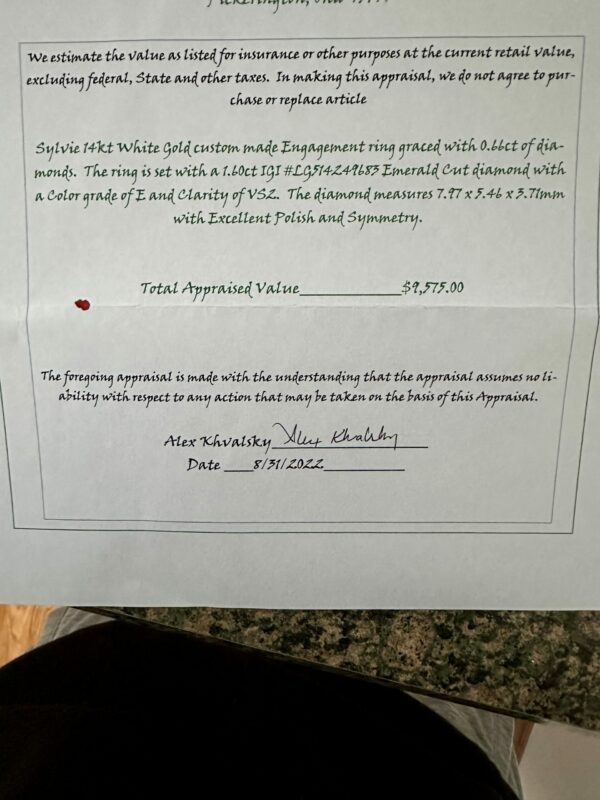 We estimate the value as listed for insurance or other purposes at the current retail value,
excluding federal, State and other taxes. In making this appraisal, we do not agree to pur-
chase or replace article
Sylvie 14kt White Gold custom made Engagement ring graced with 0.66ct of dia-
monds. The ring is set with a 1.60ct IGI #LG514249683 Emerald Cut diamond with
a Color grade of E and Clarity of VS2. The diamond measures 7.97 x 5.46 x 3.71mm
with Excellent Polish and Symmetry.
Total Appraised Value____________$9,575.00
The foregoing appraisal is made with the understanding that the appraisal assumes no li-
ability with respect to any action that may be taken on the basis of this Appraisal.
Alex Khvalsky Alex Khvalsky
Date ____8/31/2022___________